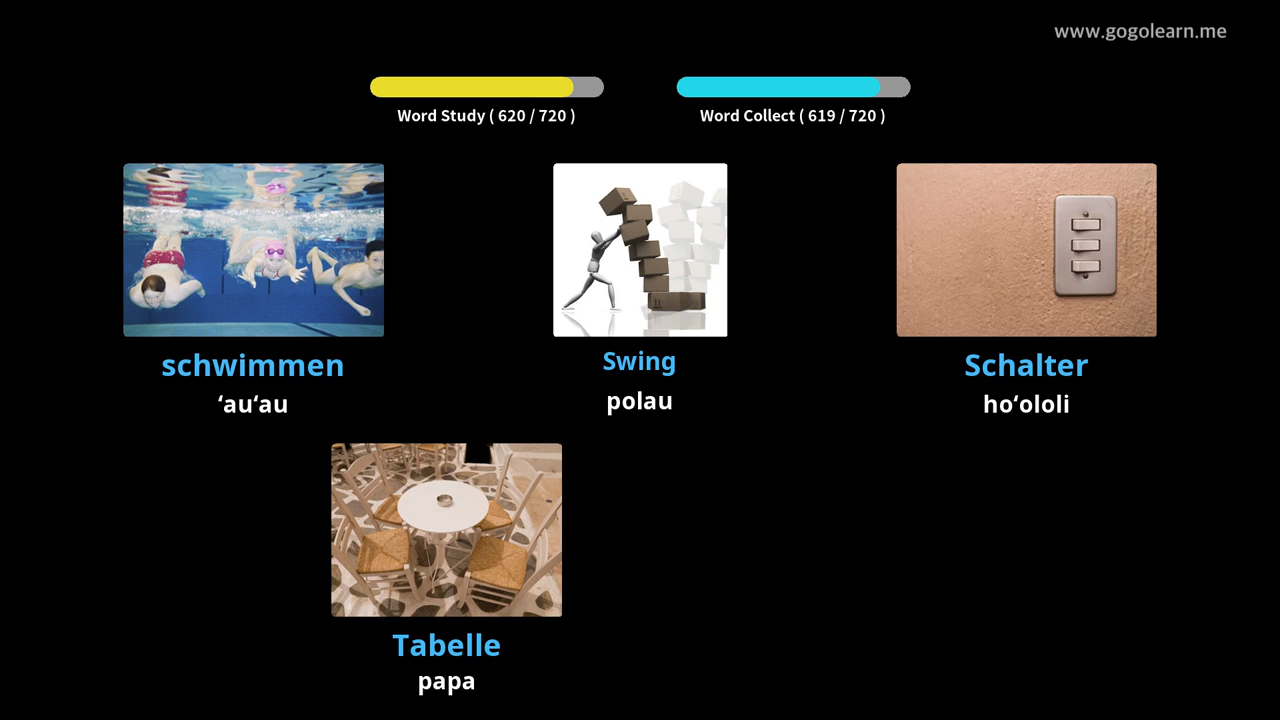 www.gogolearn.me
Word Study ( 620 / 720 )
Word Collect ( 619 / 720 )
schwimmen
ʻauʻau
Swing
polau
Schalter
hoʻololi
Tabelle
papa